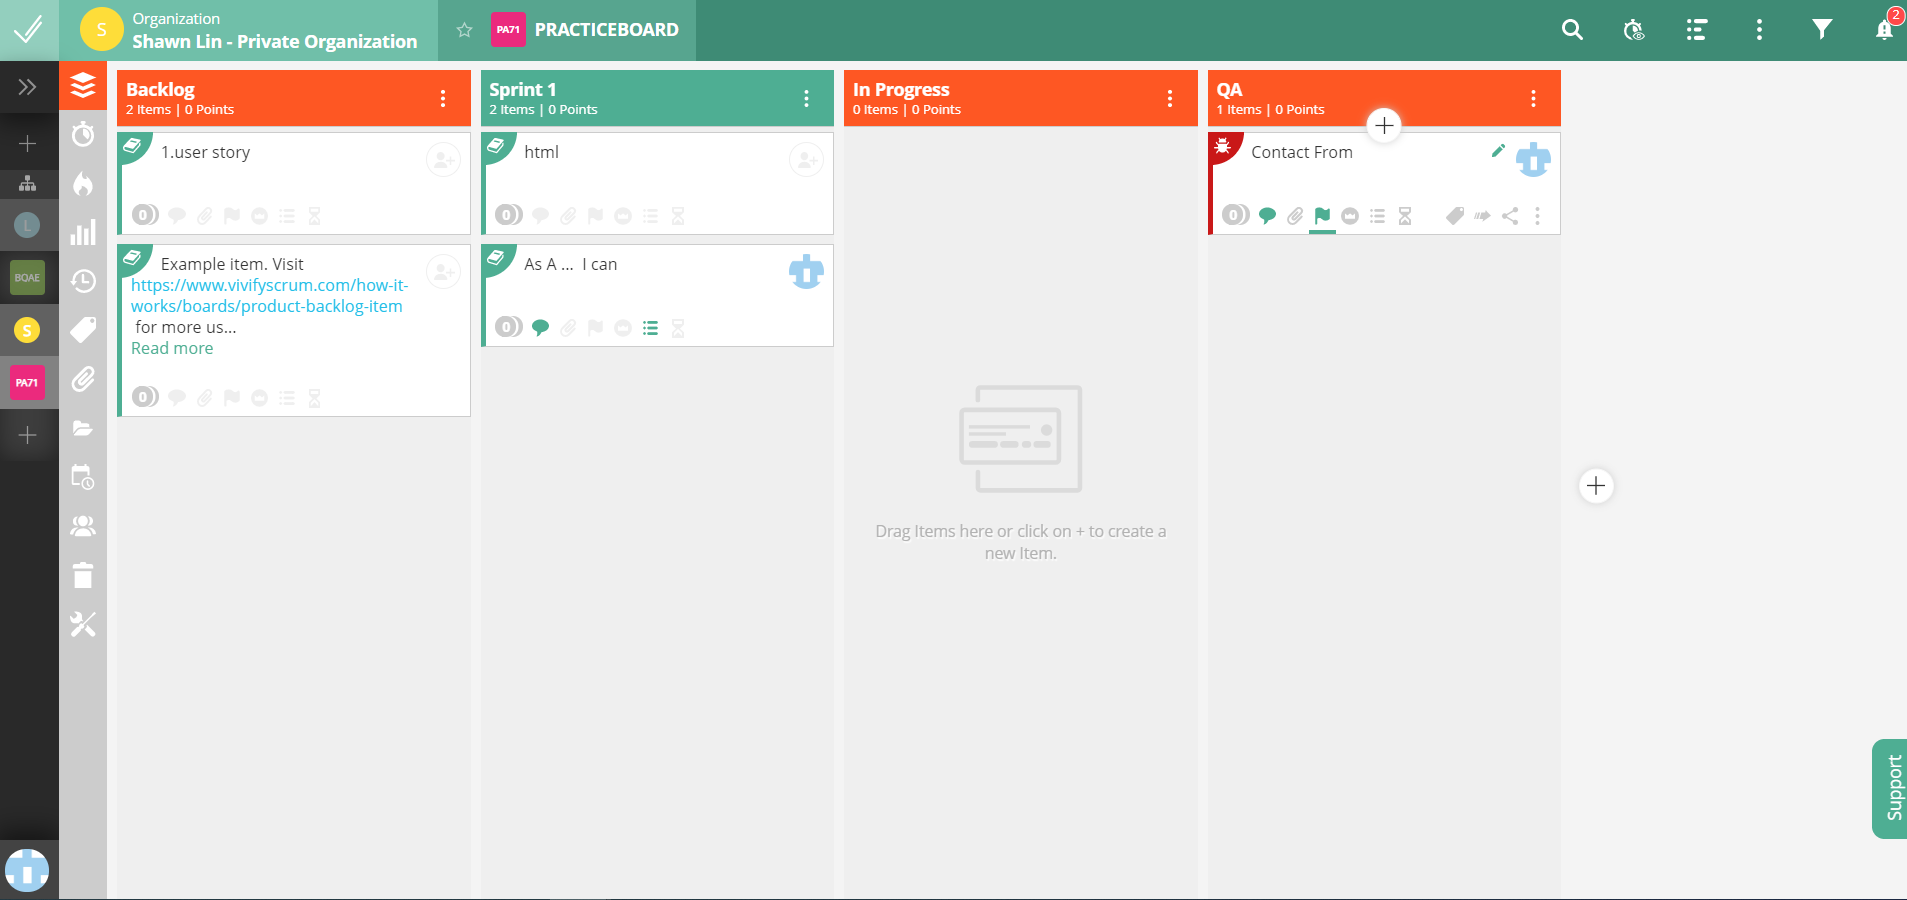 S
Organization
Shawn Lin - Private Organization
PA71
PRACTICEBOARD
2
L
BQAE
S
PA71
Backlog
2 Items | 0 Points
1.user story
0
Example item. Visit
https://www.vivifyscrum.com/how-it-
works/boards/product-backlog-item
for more us...
Read more
0
Sprint 1
2 Items | 0 Points
html
0
As A ... I can
0
In Progress
0 Items | 0 Points
Drag Items here or click on + to create a
new Item.
QA
1 Items | 0 Points
Contact From
0
Support